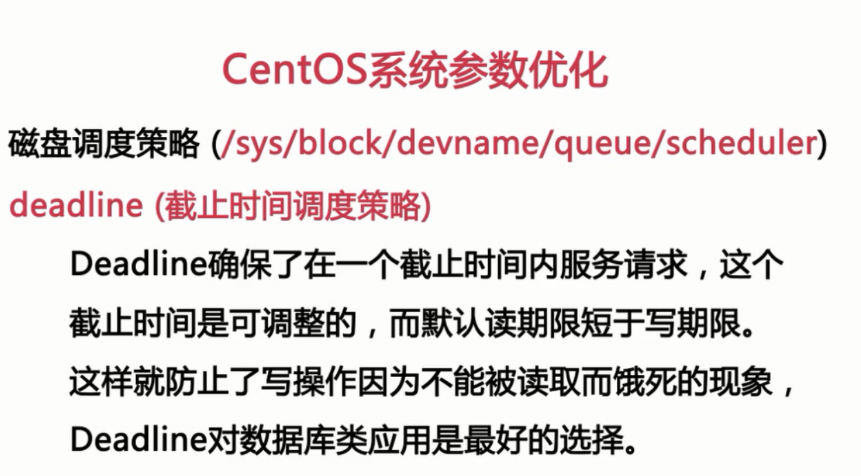 CentOS系统参数优化
磁盘调度策略 (/sys/block/devname/queue/scheduler)
deadline (截止时间调度策略)
Deadline确保了在一个截止时间内服务请求，这个
截止时间是可调整的，而默认读期限短于写期限。
这样就防止了写操作因为不能被读取而饿死的现象，
Deadline对数据库类应用是最好的选择。